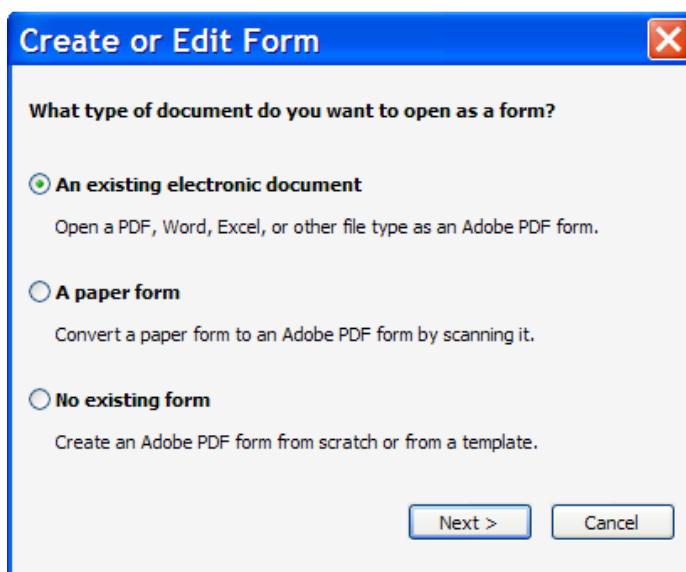 Create or Edit Form
What type of document do you want to open as a form?
An existing electronic document
Open a PDF, Word, Excel, or other file type as an Adobe PDF form.
A paper form
Convert a paper form to an Adobe PDF form by scanning it.
No existing form
Create an Adobe PDF form from scratch or from a template.
Next > Cancel